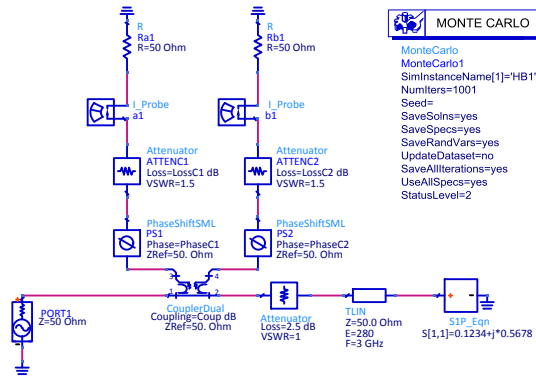 R
Ra1
R=50 Ohm
R
Rb1
R=50 Ohm
I_Probe
a1
I_Probe
b1
Attenuator
ATTENC1
Loss=LossC1 dB
VSWR=1.5
Attenuator
ATTENC2
Loss=LossC2 dB
VSWR=1.5
PhaseShiftSML
PS1
Phase=PhaseC1
ZRef=50. Ohm
PhaseShiftSML
PS2
Phase=PhaseC2
ZRef=50. Ohm
3
4
1
2
PORT1
Z=50 Ohm
CouplerDual
Coupling=Coup dB
ZRef=50. Ohm
Attenuator
Loss=2.5 dB
VSWR=1
TLIN
Z=50.0 Ohm
E=280
F=3 GHz
+
-
S1P_Eqn
S[1,1]=0.1234+j*0.5678
MONTE CARLO
MonteCarlo
MonteCarlo1
SimInstanceName[1]='HB1'
NumIters=1001
Seed=
SaveSolns=yes
SaveSpecs=yes
SaveRandVars=yes
UpdateDataset=no
SaveAllIterations=yes
UseAllSpecs=yes
StatusLevel=2